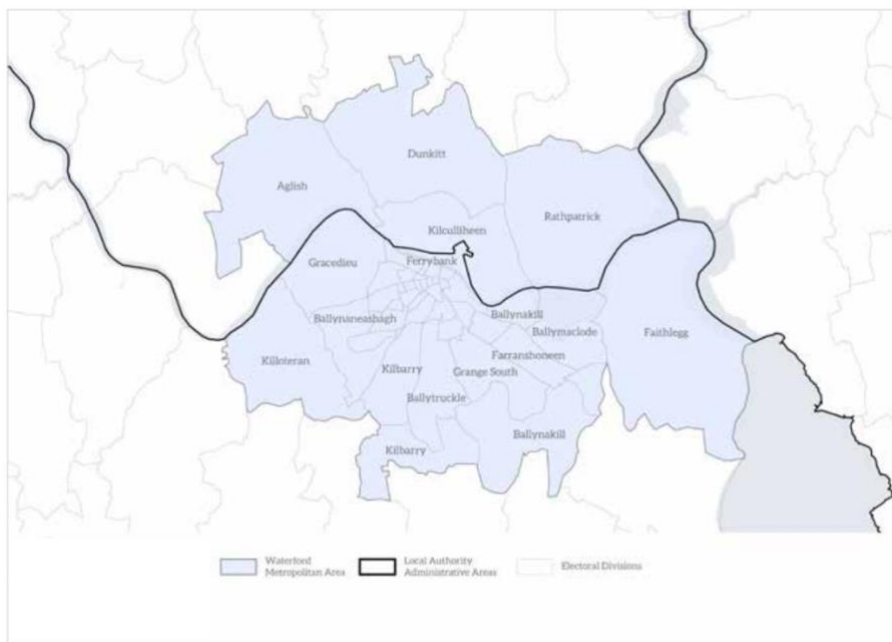 Dunkitt
Aglish
Rathpatrick
Kilculliheen
Gracedieu
Ferrybank
Ballynakill
Ballynaneashagh
Ballymaclode
Faithlegg
Farranshoneen
Killoteran
Kilbarry
Grange South
Ballytruckle
Ballynakill
Kilbarry
Waterford
Metropolitan Area
Local Authority
Administrative Areas
Electoral Divisions